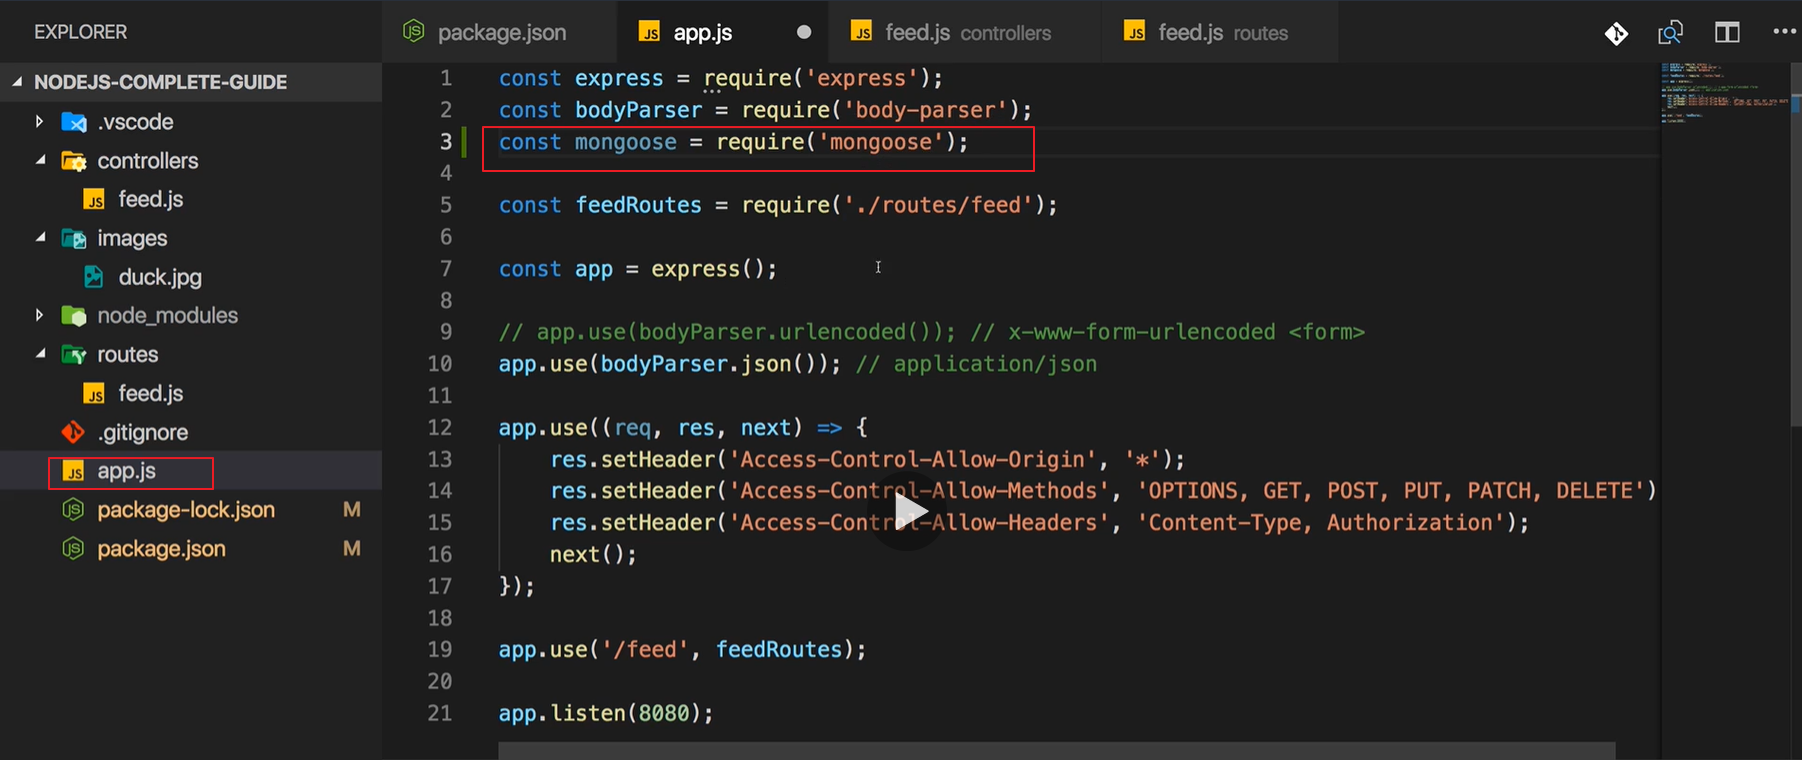 EXPLORER
package.json
JS app.js
JS feed.js controllers
JS feed.js routes
NODEJS-COMPLETE-GUIDE
.vscode
controllers
JS feed.js
images
duck.jpg
node_modules
routes
JS feed.js
.gitignore
JS app.js
package-lock.json M
package.json M
1 const express = require('express');
2 const bodyParser = require('body-parser');
3 const mongoose = require('mongoose');
4
5 const feedRoutes = require('./routes/feed');
6
7 const app = express();
8
9 // app.use(bodyParser.urlencoded()); // x-www-form-urlencoded <form>
10 app.use(bodyParser.json()); // application/json
11
12 app.use((req, res, next) => {
13 res.setHeader('Access-Control-Allow-Origin', '*');
14 res.setHeader('Access-Control-Allow-Methods', 'OPTIONS, GET, POST, PUT, PATCH, DELETE')
15 res.setHeader('Access-Control-Allow-Headers', 'Content-Type, Authorization');
16 next();
17 });
18
19 app.use('/feed', feedRoutes);
20
21 app.listen(8080);